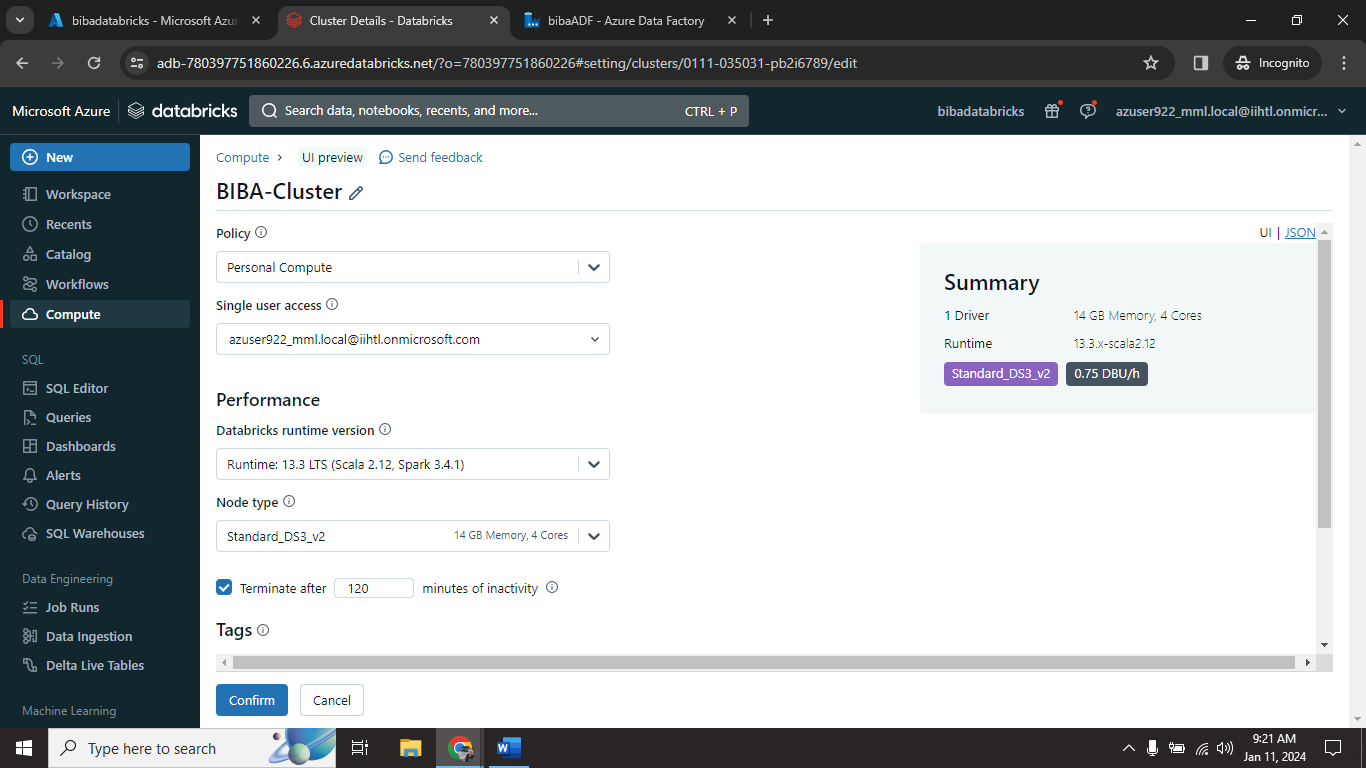 bibadatabricks - Microsoft Azur
Cluster Details - Databricks
bibaADF - Azure Data Factory
adb-780397751860226.6.azuredatabricks.net/?o=780397751860226#setting/clusters/0111-035031-pb2i6789/edit
Incognito
Microsoft Azure
databricks
Search data, notebooks, recents, and more...
CTRL + P
bibadatabricks
azuser922_mml.local@iihtl.onmicr...
New
Workspace
Recents
Catalog
Workflows
Compute
SQL
SQL Editor
Queries
Dashboards
Alerts
Query History
SQL Warehouses
Data Engineering
Job Runs
Data Ingestion
Delta Live Tables
Machine Learning
Compute
UI preview
Send feedback
BIBA-Cluster
Policy
Personal Compute
Single user access
azuser922_mml.local@iihtl.onmicrosoft.com
Performance
Databricks runtime version
Runtime: 13.3 LTS (Scala 2.12, Spark 3.4.1)
Node type
Standard_DS3_v2 14 GB Memory, 4 Cores
Terminate after 120 minutes of inactivity
Tags
Confirm Cancel
UI | JSON
Summary
1 Driver 14 GB Memory, 4 Cores
Runtime 13.3.x-scala2.12
Standard_DS3_v2 0.75 DBU/h
Type here to search
9:21 AM
Jan 11, 2024